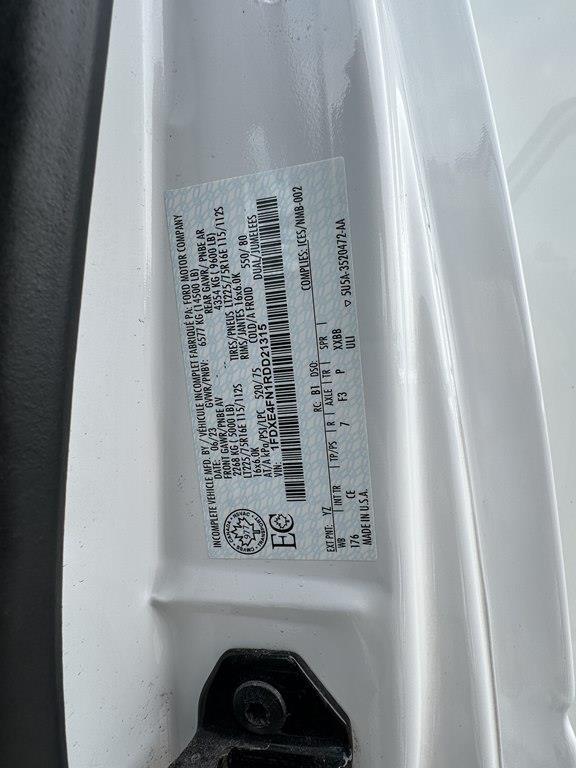 INCOMPLETE VEHICLE MFD. BY / VÉHICULE INCOMPLET FABRIQUÉ PA: FORD MOTOR COMPANY
DATE: 06/23 GVWR/PNBV: 6577 KG (14500 LB)
FRONT GAWR/ PNBE AV REAR GAWR/ PNBE AR
2268 KG (5000 LB) 4354 KG (9600 LB)
LT225/75R16E 115/112S TIRES/PNEUS LT225/75R16E 115/112S
16x6.0K RIMS/JANTES 16x6.0K
AT/À kPa/PSI/LPC 520/75 COLD/À FROID 550/80
VIN: DUAL/JUMELÉES
1FDXE4FN1RDD21315
COMPLIES: ICES/NMB-002
EC
977
EXT PNT: YZ RC: B1 DSO:
WB INT TR TP/PS R AXLE TR SPR
176 CE 7 F3 P XXBB
ULI
MADE IN U.S.A. 5U5A-3520472-AA